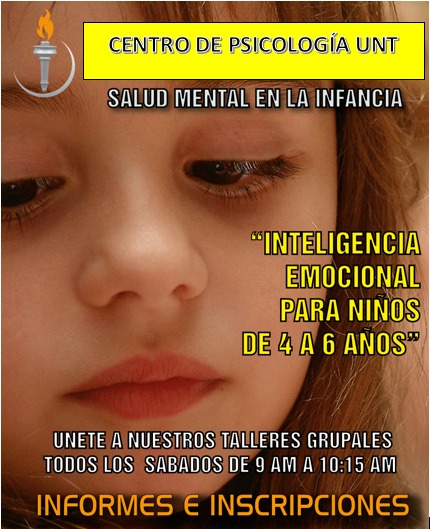 CENTRO DE PSICOLOGÍA UNT
SALUD MENTAL EN LA INFANCIA
“INTELIGENCIA
EMOCIONAL
PARA NIÑOS
DE 4 A 6 AÑOS”
UNETE A NUESTROS TALLERES GRUPALES
TODOS LOS SABADOS DE 9 AM A 10:15 AM
INFORMES E INSCRIPCIONES